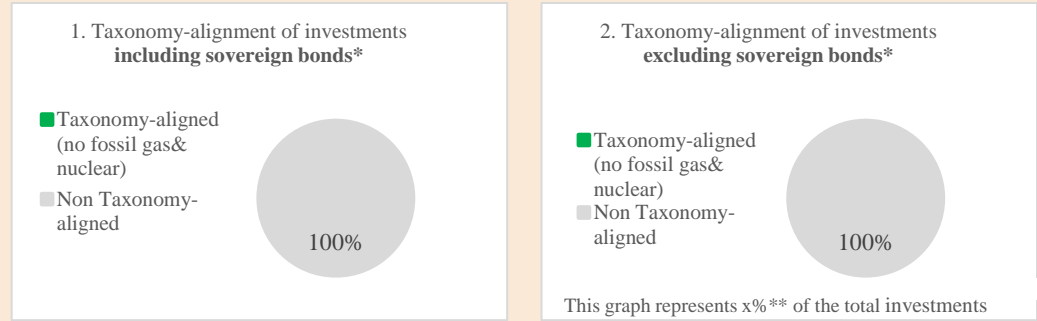 1. Taxonomy-alignment of investments
including sovereign bonds*
Taxonomy-aligned
(no fossil gas&
nuclear)
Non Taxonomy-
aligned
100%
2. Taxonomy-alignment of investments
excluding sovereign bonds*
Taxonomy-aligned
(no fossil gas&
nuclear)
Non Taxonomy-
aligned
100%
This graph represents x%** of the total investments